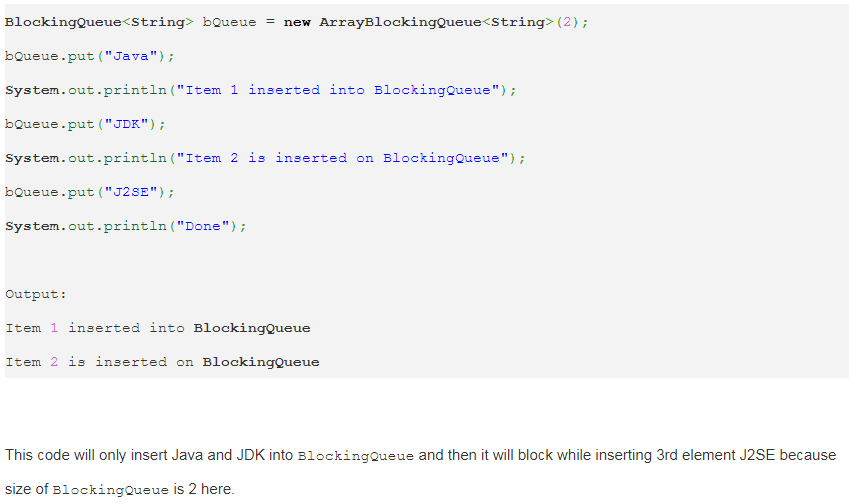 BlockingQueue<String> bQueue = new ArrayBlockingQueue<String>(2);
bQueue.put("Java");
System.out.println("Item 1 inserted into BlockingQueue");
bQueue.put("JDK");
System.out.println("Item 2 is inserted on BlockingQueue");
bQueue.put("J2SE");
System.out.println("Done");
Output:
Item 1 inserted into BlockingQueue
Item 2 is inserted on BlockingQueue
This code will only insert Java and JDK into BlockingQueue and then it will block while inserting 3rd element J2SE because
size of BlockingQueue is 2 here.